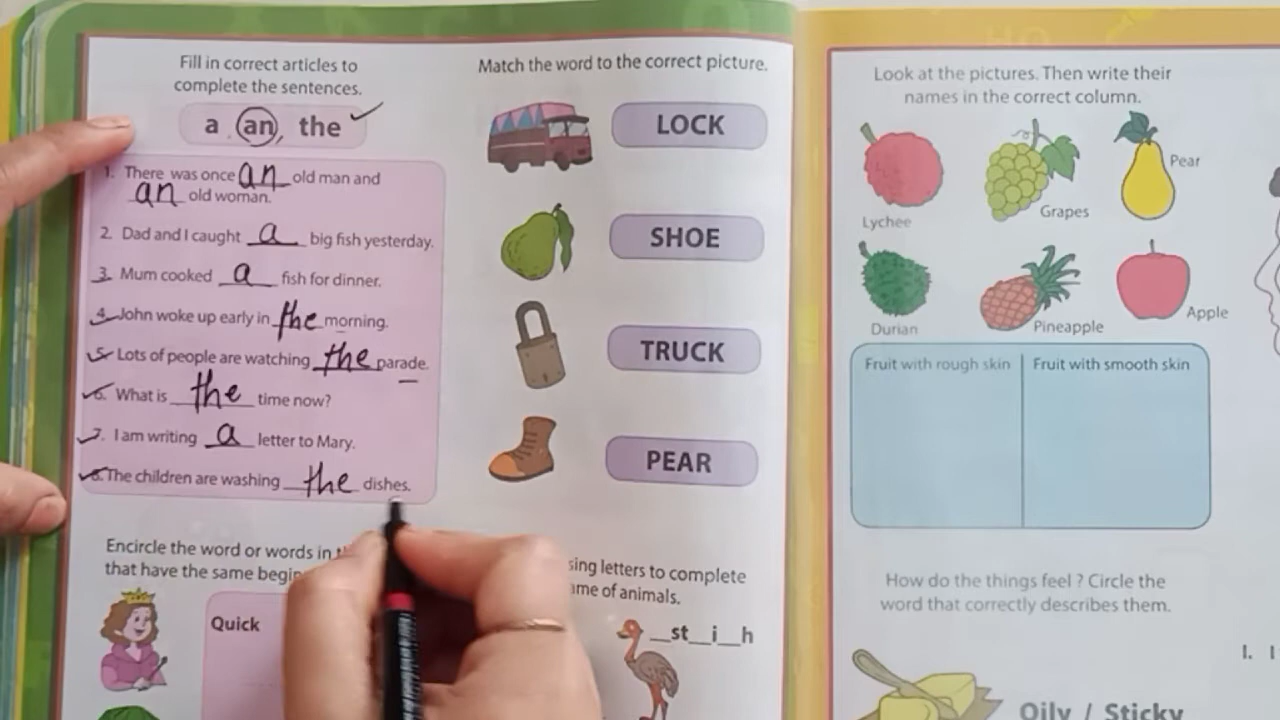 Fill in correct articles to
complete the sentences.
a an, the
1. There was once an old man and
an old woman.
2. Dad and I caught a big fish yesterday.
3. Mum cooked a fish for dinner.
4. John woke up early in the morning.
5. Lots of people are watching the parade.
6. What is the time now?
7. I am writing a letter to Mary.
8. The children are washing the dishes.
Encircle the word or words in
that have the same
Quick
Match the word to the correct picture.
LOCK
SHOE
TRUCK
PEAR
letters to complete
of animals.
__st__i__h
Look at the pictures. Then write their
names in the correct column.
Lychee
Grapes
Pear
Durian
Pineapple
Apple
Fruit with rough skin
Fruit with smooth skin
How do the things feel ? Circle the
word that correctly describes them.
Oily / Sticky
1. I